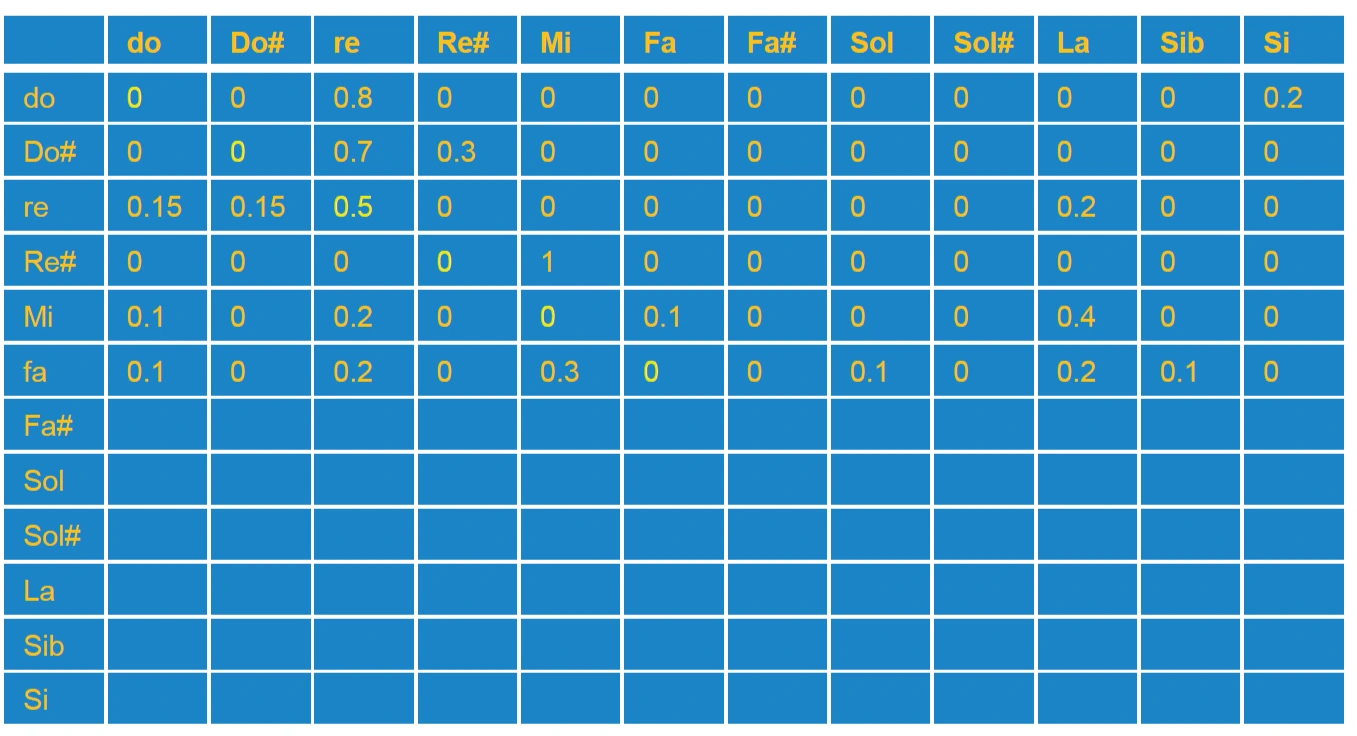 do Do# re Re# Mi Fa Fa# Sol Sol# La Sib Si
do 0 0 0.8 0 0 0 0 0 0 0 0 0.2
Do# 0 0 0.7 0.3 0 0 0 0 0 0 0 0
re 0.15 0.15 0.5 0 0 0 0 0 0 0.2 0 0
Re# 0 0 0 0 1 0 0 0 0 0 0 0
Mi 0.1 0 0.2 0 0 0.1 0 0 0 0.4 0 0
fa 0.1 0 0.2 0 0.3 0 0 0.1 0 0.2 0.1 0
Fa#
Sol
Sol#
La
Sib
Si